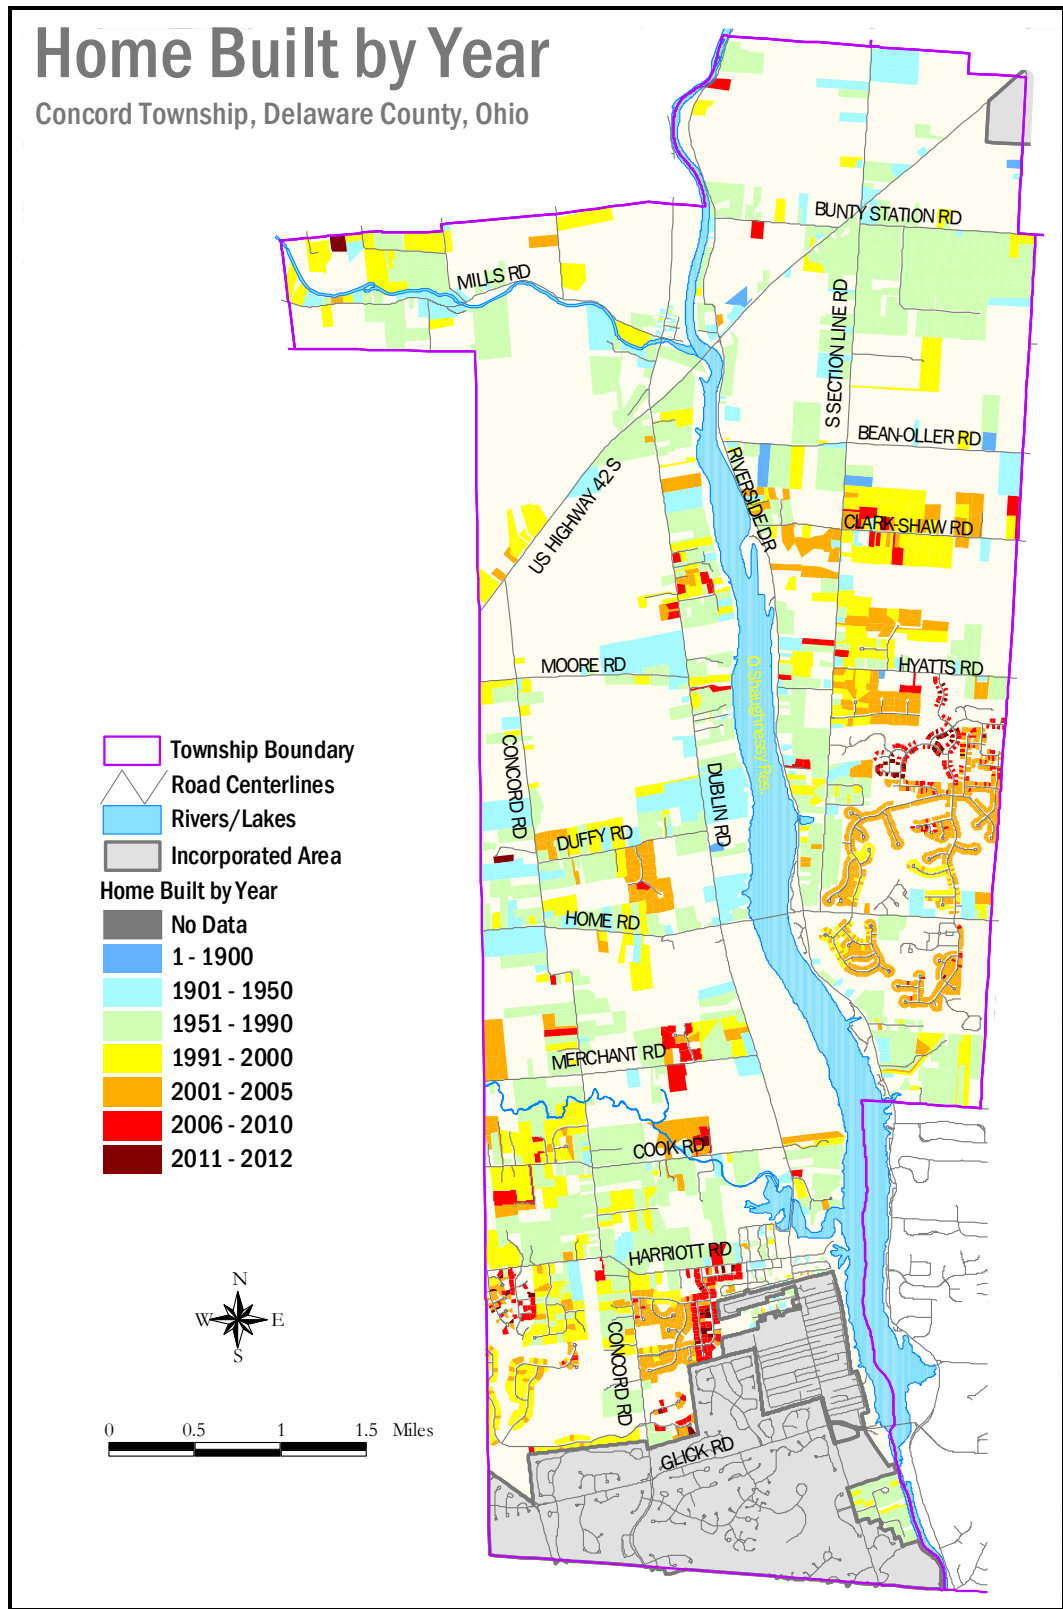 Home Built by Year
Concord Township, Delaware County, Ohio
BUNTY STATION RD
MILLS RD
S SECTION LINE RD
BEAN-OLLER RD
RIVERSIDE DR
US HIGHWAY 42 S
CLARK-SHAW RD
MOORE RD
HYATTS RD
O Shaughnessy Res.
CONCORD RD
DUBLIN RD
DUFFY RD
HOME RD
MERCHANT RD
COOK RD
HARRIOTT RD
CONCORD RD
GLICK RD
Township Boundary
Road Centerlines
Rivers/Lakes
Incorporated Area
Home Built by Year
No Data
1 - 1900
1901 - 1950
1951 - 1990
1991 - 2000
2001 - 2005
2006 - 2010
2011 - 2012
N
W E
S
0 0.5 1 1.5 Miles